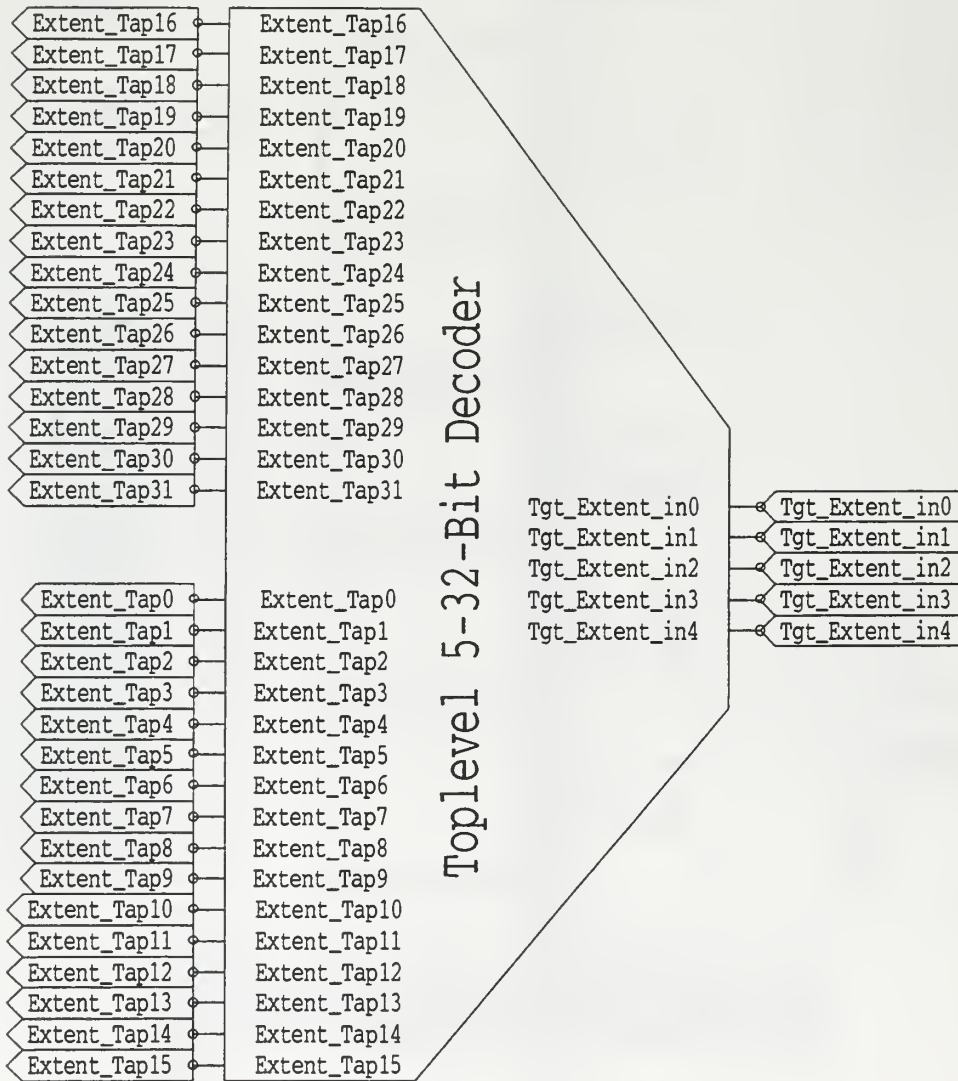 Extent_Tap16 Extent_Tap16
Extent_Tap17 Extent_Tap17
Extent_Tap18 Extent_Tap18
Extent_Tap19 Extent_Tap19
Extent_Tap20 Extent_Tap20
Extent_Tap21 Extent_Tap21
Extent_Tap22 Extent_Tap22
Extent_Tap23 Extent_Tap23
Extent_Tap24 Extent_Tap24
Extent_Tap25 Extent_Tap25
Extent_Tap26 Extent_Tap26
Extent_Tap27 Extent_Tap27
Extent_Tap28 Extent_Tap28
Extent_Tap29 Extent_Tap29
Extent_Tap30 Extent_Tap30
Extent_Tap31 Extent_Tap31
Extent_Tap0 Extent_Tap0
Extent_Tap1 Extent_Tap1
Extent_Tap2 Extent_Tap2
Extent_Tap3 Extent_Tap3
Extent_Tap4 Extent_Tap4
Extent_Tap5 Extent_Tap5
Extent_Tap6 Extent_Tap6
Extent_Tap7 Extent_Tap7
Extent_Tap8 Extent_Tap8
Extent_Tap9 Extent_Tap9
Extent_Tap10 Extent_Tap10
Extent_Tap11 Extent_Tap11
Extent_Tap12 Extent_Tap12
Extent_Tap13 Extent_Tap13
Extent_Tap14 Extent_Tap14
Extent_Tap15 Extent_Tap15
Toplevel 5-32-Bit Decoder
Tgt_Extent_in0 Tgt_Extent_in0
Tgt_Extent_in1 Tgt_Extent_in1
Tgt_Extent_in2 Tgt_Extent_in2
Tgt_Extent_in3 Tgt_Extent_in3
Tgt_Extent_in4 Tgt_Extent_in4